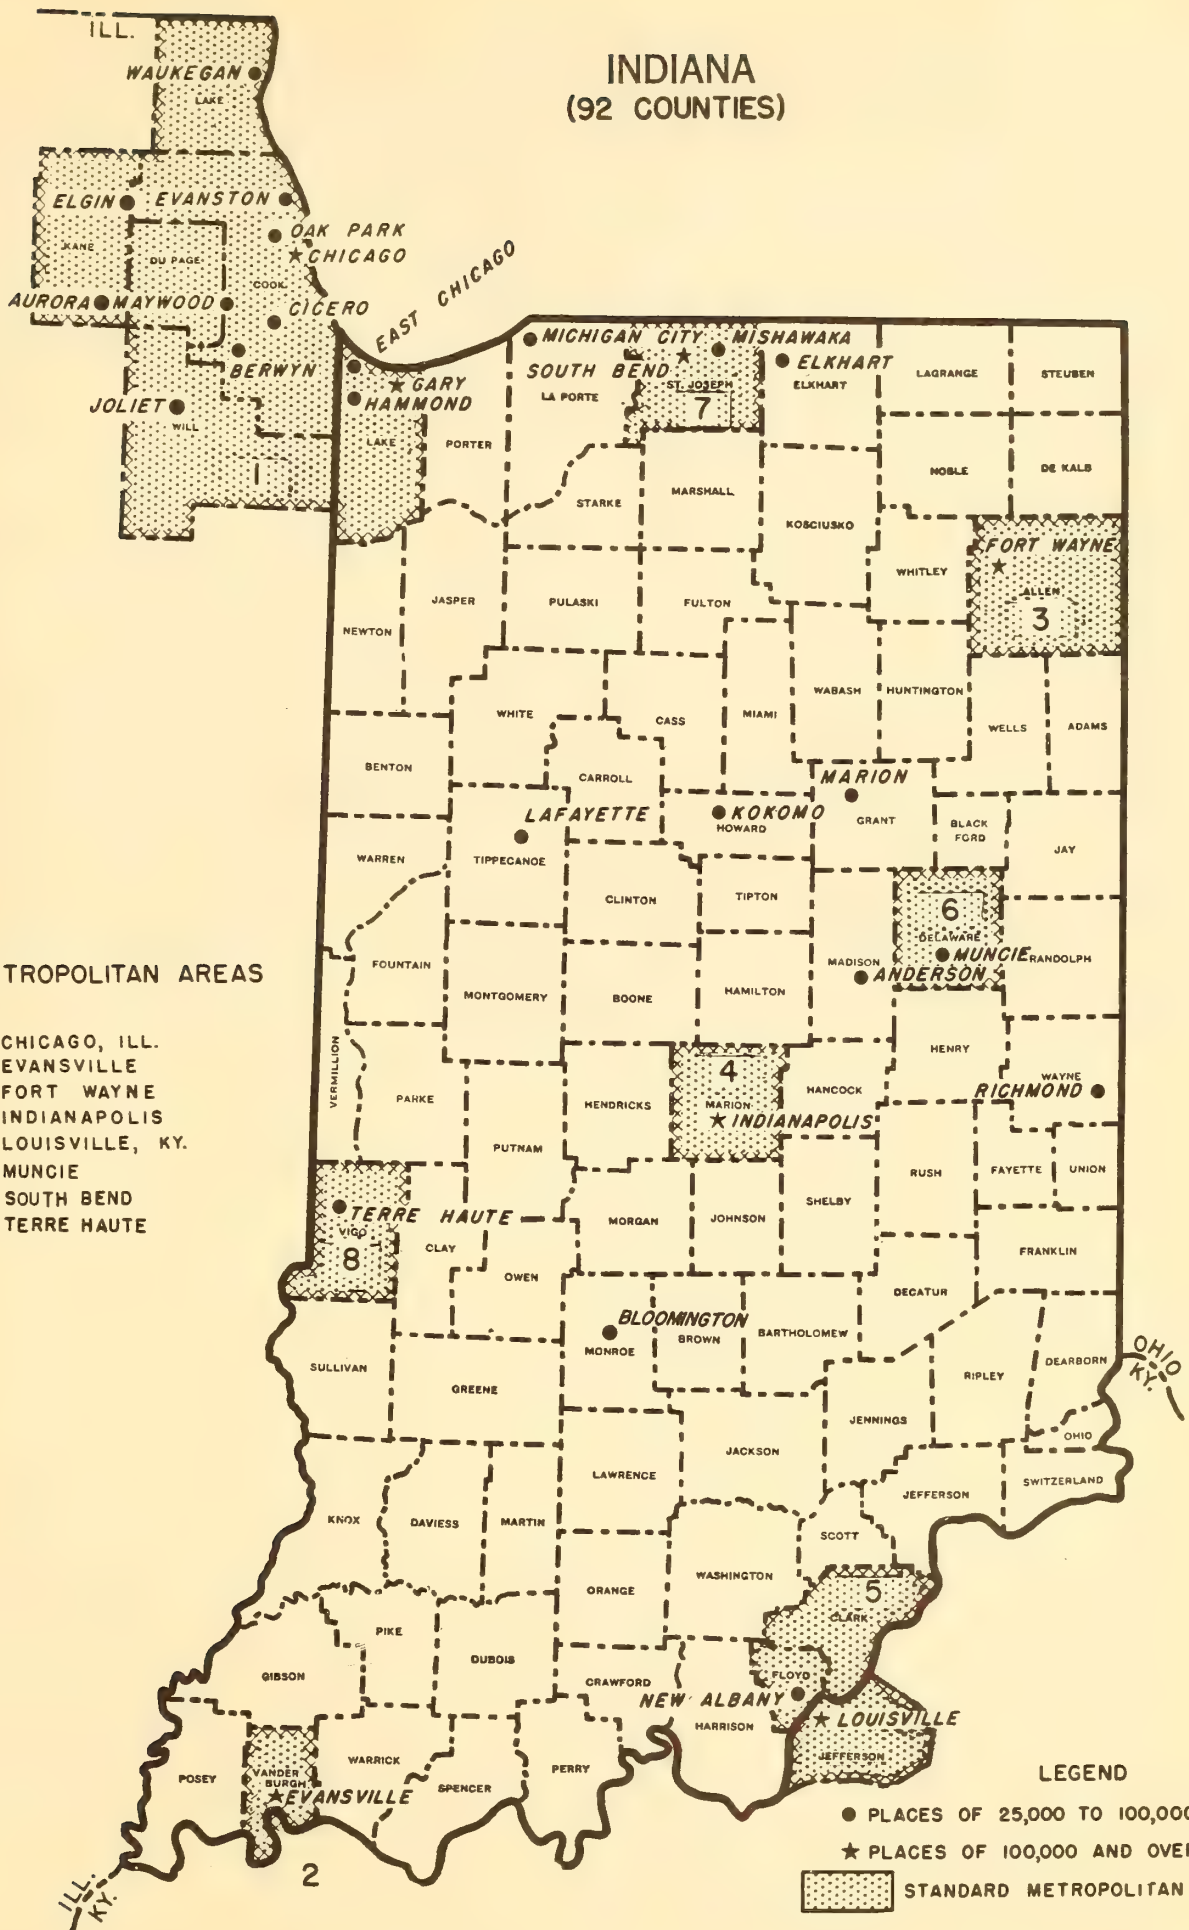 ILL.
INDIANA
(92 COUNTIES)
WAUKEGAN
LAKE
ELGIN
EVANSTON
OAK PARK
KANE
DU PAGE
CHICAGO
COOK
AURORA
MAYWOOD
CICERO
EAST CHICAGO
BERWYN
MICHIGAN CITY
MISHAWAKA
SOUTH BEND
ELKHART
ELKHART
LAGRANGE
STEUBEN
GARY
HAMMOND
JOLIET
WILL
LA PORTE
ST. JOSEPH
7
LAKE
PORTER
NOBLE
DE KALB
STARKE
MARSHALL
KOSCIUSKO
FORT WAYNE
WHITLEY
ALLEN
3
JASPER
PULASKI
FULTON
NEWTON
WHITE
CASS
MIAMI
WABASH
HUNTINGTON
WELLS
ADAMS
BENTON
CARROLL
MARION
LAFAYETTE
KOKOMO
HOWARD
GRANT
BLACK
FORD
JAY
WARREN
TIPPECANOE
CLINTON
TIPTON
6
DELAWARE
MUNCIE
RANDOLPH
MADISON
ANDERSON
FOUNTAIN
MONTGOMERY
BOONE
HAMILTON
TROPOLITAN AREAS
CHICAGO, ILL.
EVANSVILLE
FORT WAYNE
INDIANAPOLIS
LOUISVILLE, KY.
MUNCIE
SOUTH BEND
TERRE HAUTE
VERMILLION
PARKE
PUTNAM
HENDRICKS
4
MARION
INDIANAPOLIS
HANCOCK
HENRY
WAYNE
RICHMOND
RUSH
FAYETTE
UNION
TERRE HAUTE
VIGO
8
CLAY
OWEN
MORGAN
JOHNSON
SHELBY
FRANKLIN
DECATUR
BLOOMINGTON
MONROE
BROWN
BARTHOLOMEW
SULLIVAN
GREENE
RIPLEY
DEARBORN
OHIO
KY.
JENNINGS
OHIO
LAWRENCE
JACKSON
SWITZERLAND
JEFFERSON
KNOX
DAVIESS
MARTIN
SCOTT
ORANGE
WASHINGTON
5
CLARK
PIKE
DUBOIS
GIBSON
CRAWFORD
FLOYD
NEW ALBANY
HARRISON
LOUISVILLE
JEFFERSON
POSEY
VANDER
BURGH
EVANSVILLE
WARRICK
SPENCER
PERRY
2
ILL.
KY.
LEGEND
PLACES OF 25,000 TO 100,000
PLACES OF 100,000 AND OVER
STANDARD METROPOLITAN